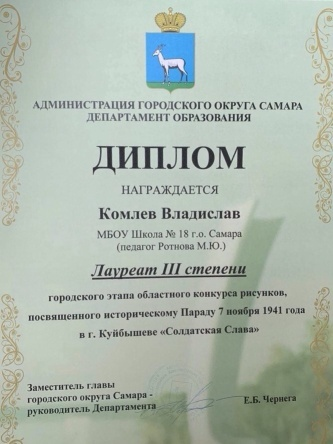 АДМИНИСТРАЦИЯ ГОРОДСКОГО ОКРУГА САМАРА
ДЕПАРТАМЕНТ ОБРАЗОВАНИЯ
ДИПЛОМ
НАГРАЖДАЕТСЯ
Комлев Владислав
МБОУ Школа № 18 г.о. Самара
(педагог Ротнова М.Ю.)
Лауреат III степени
городского этапа областного конкурса рисунков,
посвященного историческому Параду 7 ноября 1941 года
в г. Куйбышеве «Солдатская Слава»
Заместитель главы
городского округа Самара -
руководитель Департамента
Е.Б. Чернега